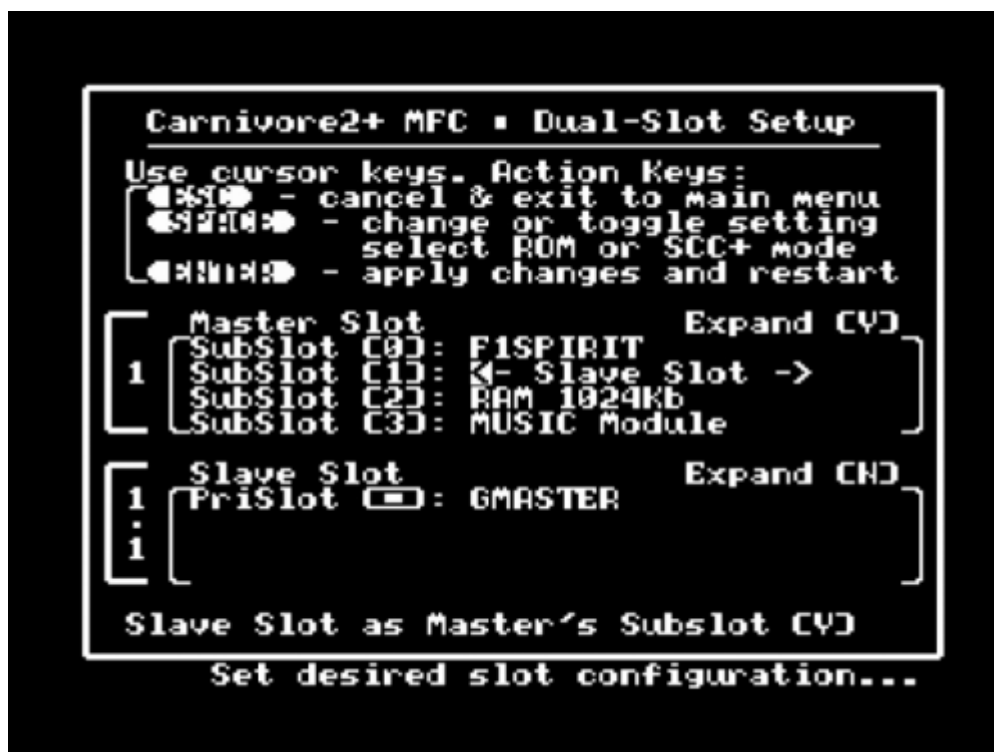 Carnivore2+ MFC ▪ Dual-Slot Setup
Use cursor keys. Action Keys:
ESC - cancel & exit to main menu
SPACE - change or toggle setting
select ROM or SCC+ mode
ENTER - apply changes and restart
Master Slot Expand [Y]
SubSlot [0]: F1SPIRIT
1 SubSlot [1]: <- Slave Slot ->
SubSlot [2]: RAM 1024Kb
SubSlot [3]: MUSIC Module
Slave Slot Expand [N]
1 PriSlot [▪]: GMASTER
.
1
Slave Slot as Master's Subslot [Y]
Set desired slot configuration...